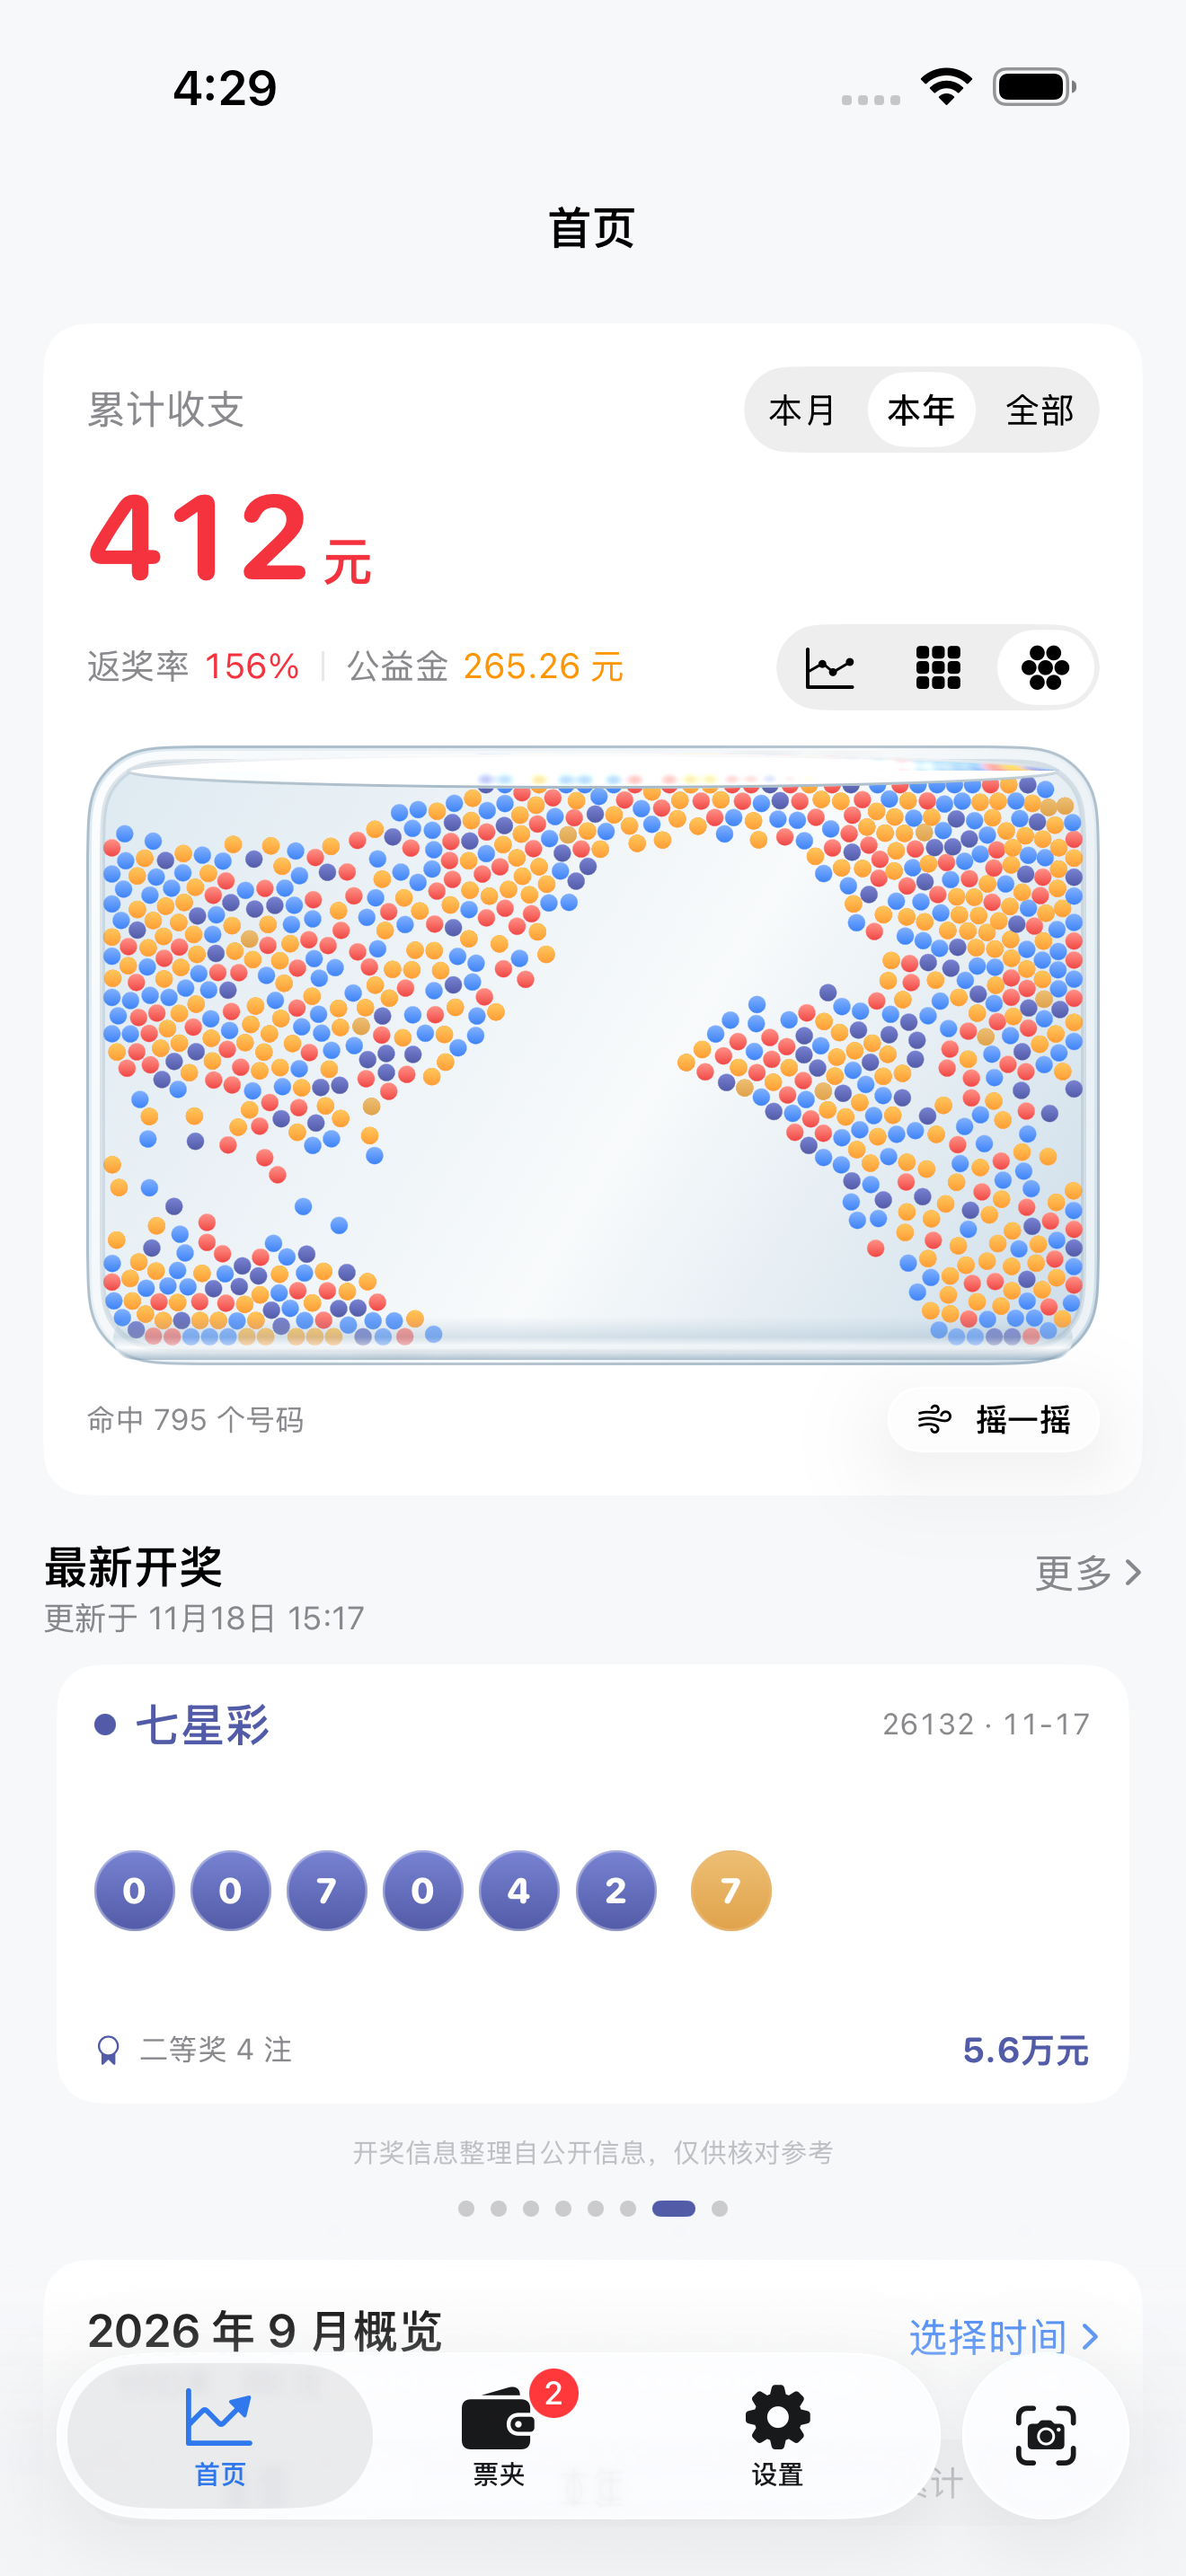 4:29
首页
累计收支
本月 本年 全部
412 元
返奖率 156% 公益金 265.26 元
命中 795 个号码
摇一摇
最新开奖
更多
更新于 11月18日 15:17
七星彩
26132 · 11-17
0 0 7 0 4 2 7
二等奖 4 注
5.6万元
开奖信息整理自公开信息，仅供核对参考
2026 年 9 月概览
选择时间
2
首页 票夹 设置
计